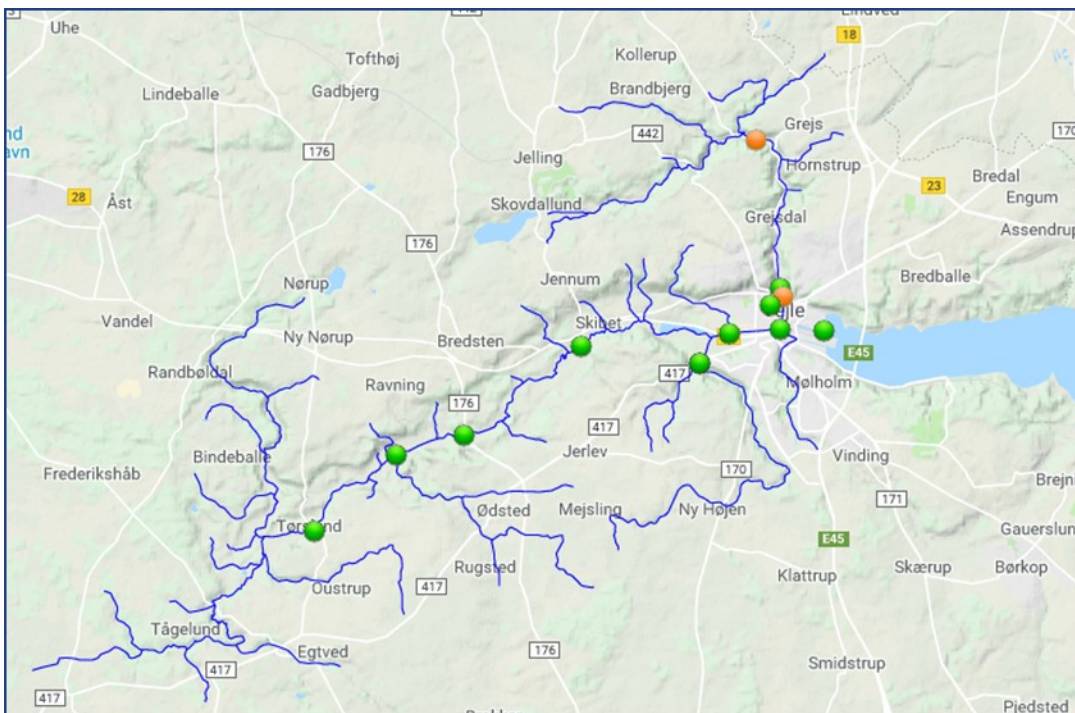 Lindved
Uhe
18
Kollerup
Tofthøj
Brandbjerg
Gadbjerg
Lindeballe
Grejs
442
170
176
Jelling
Hornstrup
Bredal
28
23
Åst
Engum
Skovdallund
Grejsdal
Assendrup
176
Jennum
Bredballe
Nørup
Vandel
Skibet
Ny Nørup
Bredsten
E45
Randbøldal
417
Mølholm
Ravning
176
417
Jerlev
Vinding
Bindeballe
170
Frederikshåb
171
Ødsted
Mejsling
Ny Højen
Gauerslun
E45
Rugsted
Skærup
Børkop
Klattrup
Oustrup
417
Tågelund
Egtved
176
417
Smidstrup
417
Pjedsted